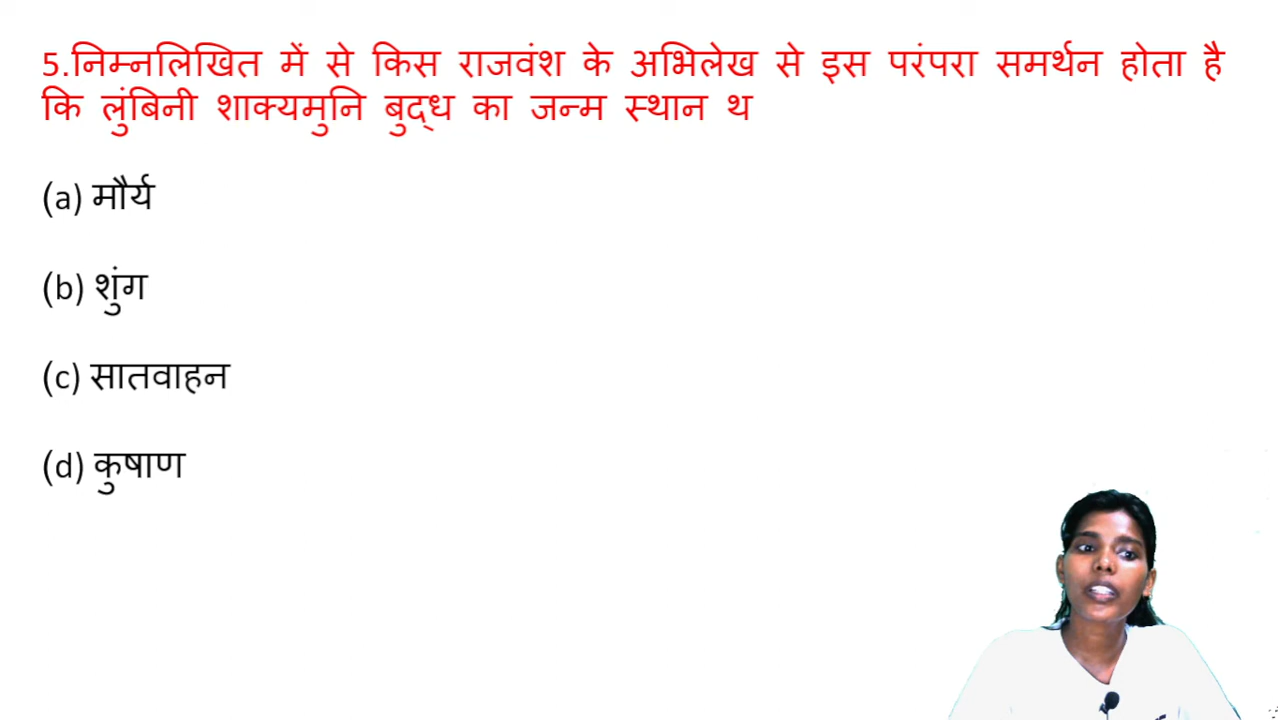 5.निम्नलिखित में से किस राजवंश के अभिलेख से इस परंपरा समर्थन होता है
कि लुंबिनी शाक्यमुनि बुद्ध का जन्म स्थान थ
(a) मौर्य
(b) शुंग
(c) सातवाहन
(d) कुषाण